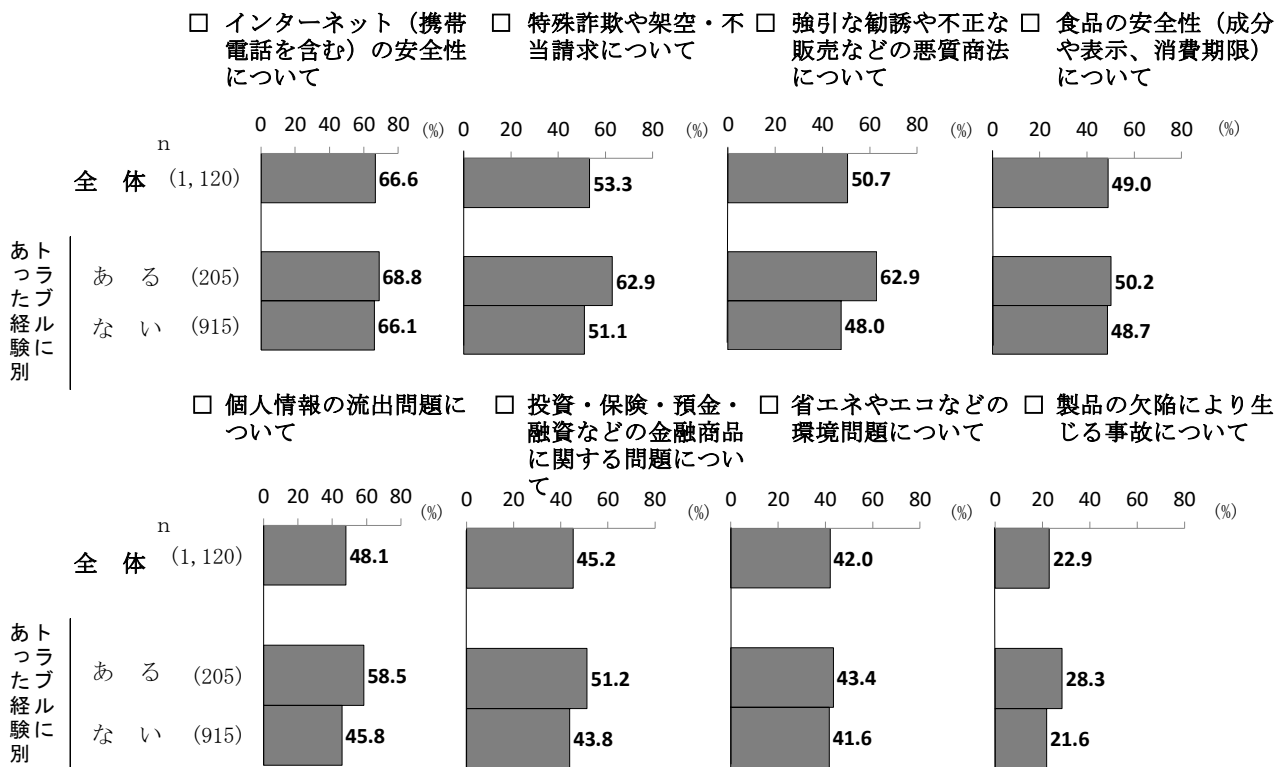 □ インターネット（携帯電話を含む）の安全性について
□ 特殊詐欺や架空・不当請求について
□ 強引な勧誘や不正な販売などの悪質商法について
□ 食品の安全性（成分や表示、消費期限）について
0 20 40 60 80 (%)
0 20 40 60 80 (%)
0 20 40 60 80 (%)
0 20 40 60 80 (%)
n
全 体 (1,120) 66.6 53.3 50.7 49.0
トラブルにあった経験別
あ る (205) 68.8 62.9 62.9 50.2
な い (915) 66.1 51.1 48.0 48.7
□ 個人情報の流出問題について
□ 投資・保険・預金・融資などの金融商品に関する問題について
□ 省エネやエコなどの環境問題について
□ 製品の欠陥により生じる事故について
0 20 40 60 80 (%)
0 20 40 60 80 (%)
0 20 40 60 80 (%)
0 20 40 60 80 (%)
n
全 体 (1,120) 48.1 45.2 42.0 22.9
トラブルにあった経験別
あ る (205) 58.5 51.2 43.4 28.3
な い (915) 45.8 43.8 41.6 21.6